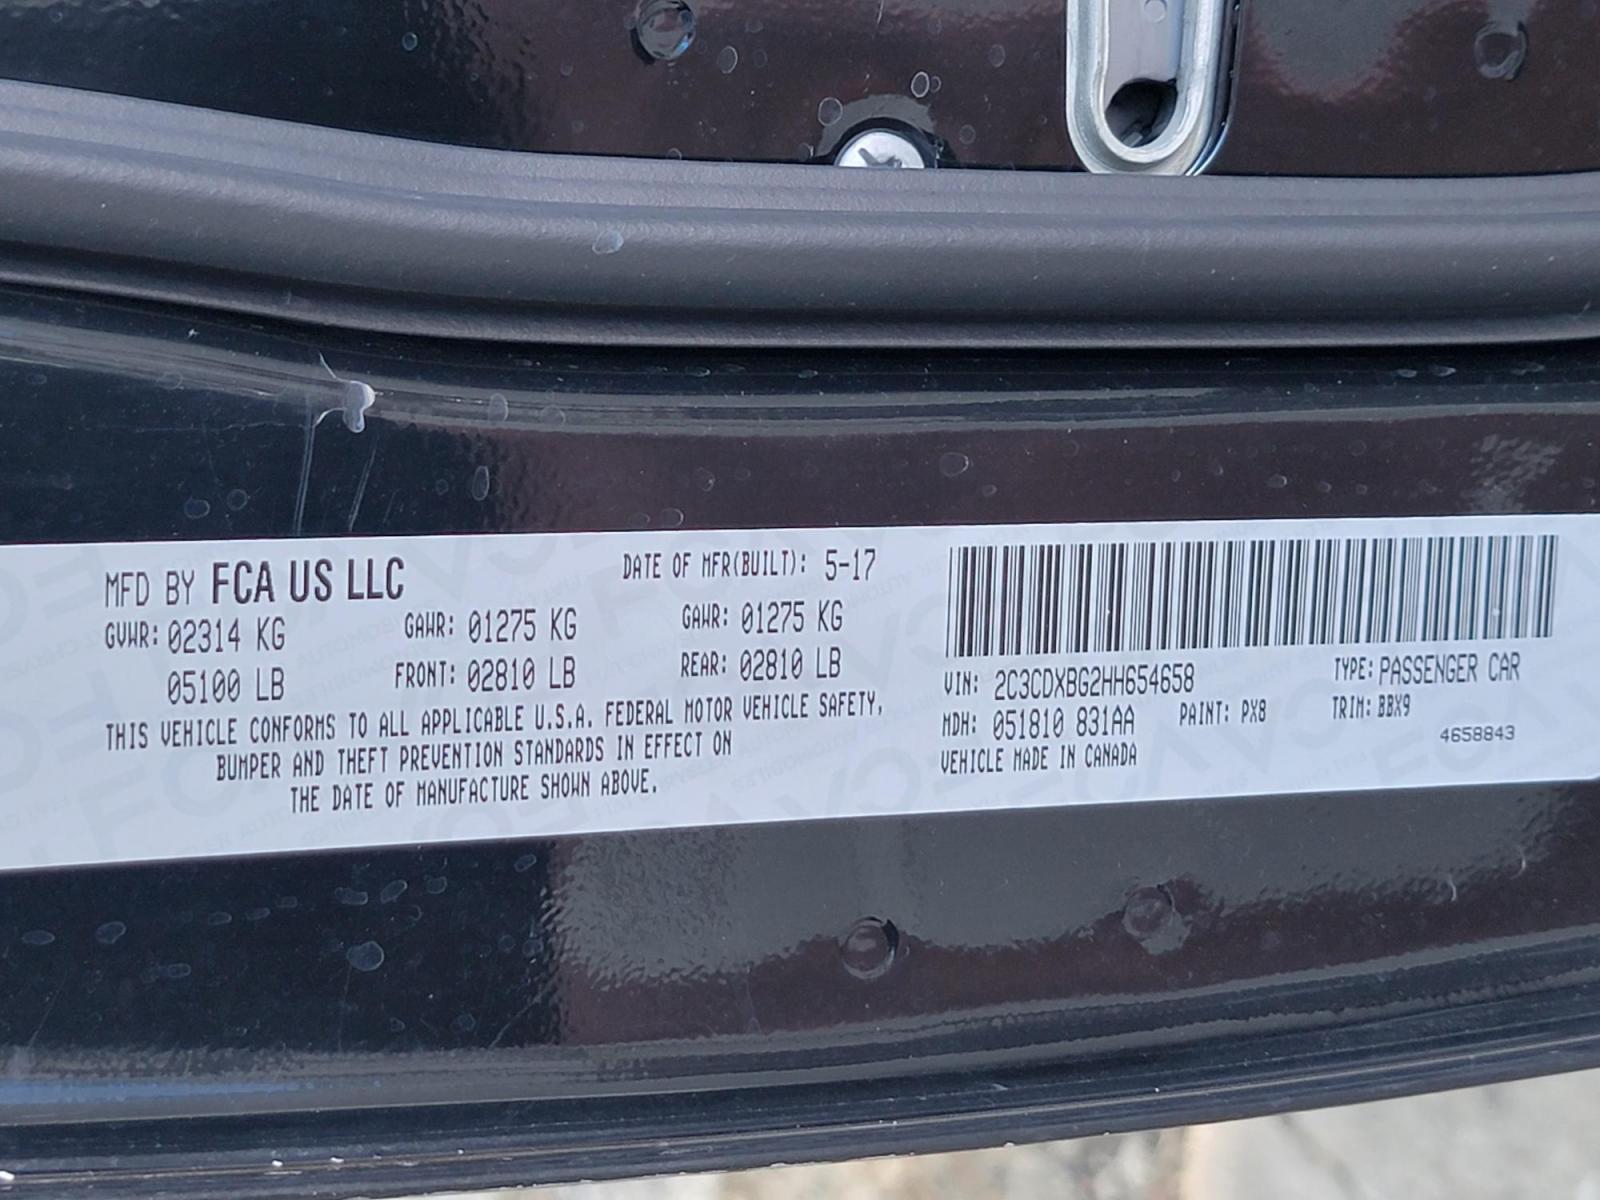 MFD BY FCA US LLC
DATE OF MFR(BUILT): 5-17
GVWR: 02314 KG
GAWR: 01275 KG
GAWR: 01275 KG
05100 LB
FRONT: 02810 LB
REAR: 02810 LB
THIS VEHICLE CONFORMS TO ALL APPLICABLE U.S.A. FEDERAL MOTOR VEHICLE SAFETY,
BUMPER AND THEFT PREVENTION STANDARDS IN EFFECT ON
THE DATE OF MANUFACTURE SHOWN ABOVE.
VIN: 2C3CDXBG2HH654658
TYPE: PASSENGER CAR
MDH: 051810 831AA
PAINT: PX8
TRIM: BBX9
VEHICLE MADE IN CANADA
4658843